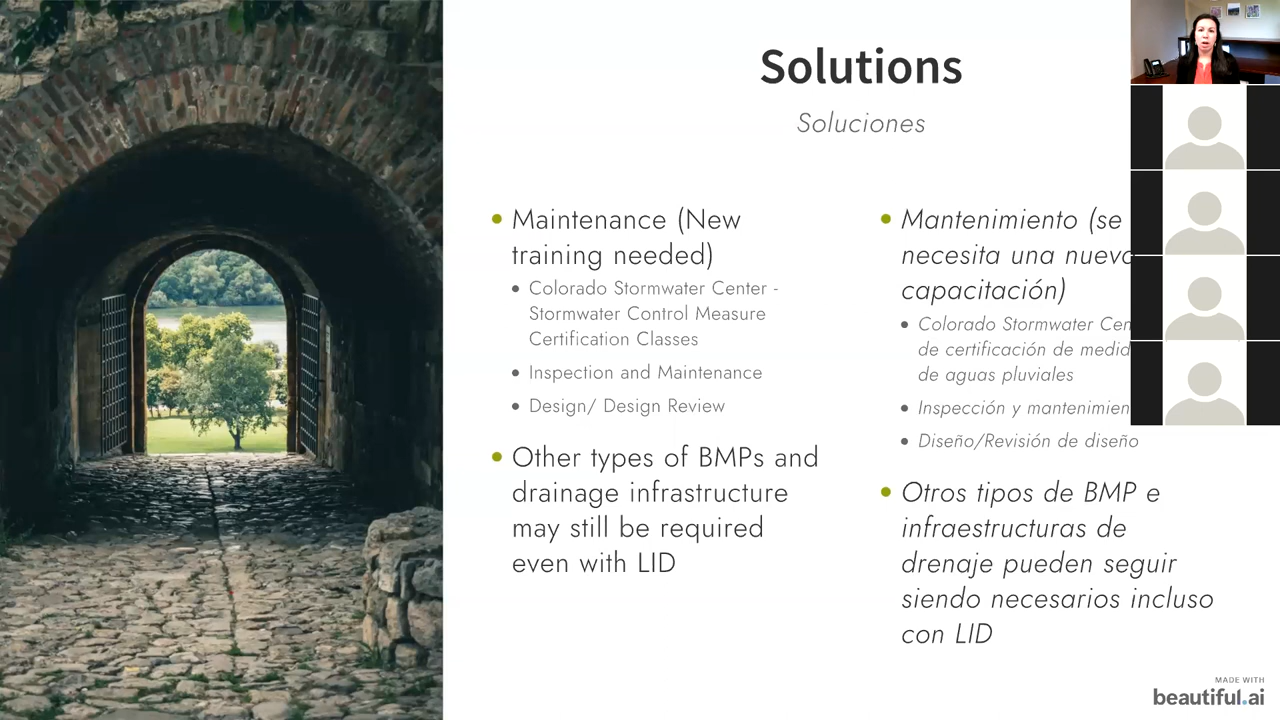 Solutions
Soluciones
Maintenance (New
training needed)
Colorado Stormwater Center -
Stormwater Control Measure
Certification Classes
Inspection and Maintenance
Design/ Design Review
Other types of BMPs and
drainage infrastructure
may still be required
even with LID
Mantenimiento (se
necesita una nueva
capacitación)
Colorado Stormwater
de certificación de
de aguas pluviales
Inspección y
Diseño/Revisión de diseño
Otros tipos de BMP e
infraestructuras de
drenaje pueden seguir
siendo necesarios incluso
con LID
MADE WITH
beautiful.ai